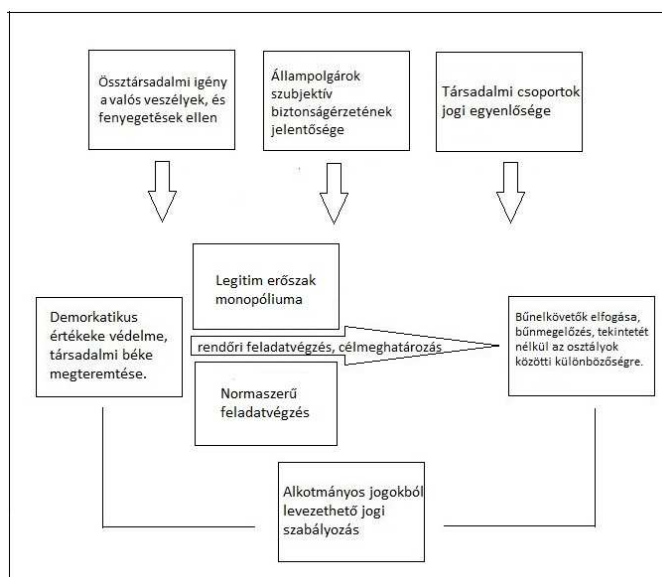 Össztársadalmi igény
a valós veszélyek, és
fenyegetések ellen
Állampolgárok
szubjektív
biztonságérzetének
jelentősége
Társadalmi csoportok
jogi egyenlősége
Legitim erőszak
monopóliuma
Demorkatikus
értékeke védelme,
társadalmi béke
megteremtése.
rendőri feladatvégzés, célmeghatározás
Bűnelkövetők elfogása,
bűnmegelőzés, tekintetét
nélkül az osztályok
közötti különbözőségre.
Normaszerű
feladatvégzés
Alkotmányos jogokból
levezethető jogi
szabályozás